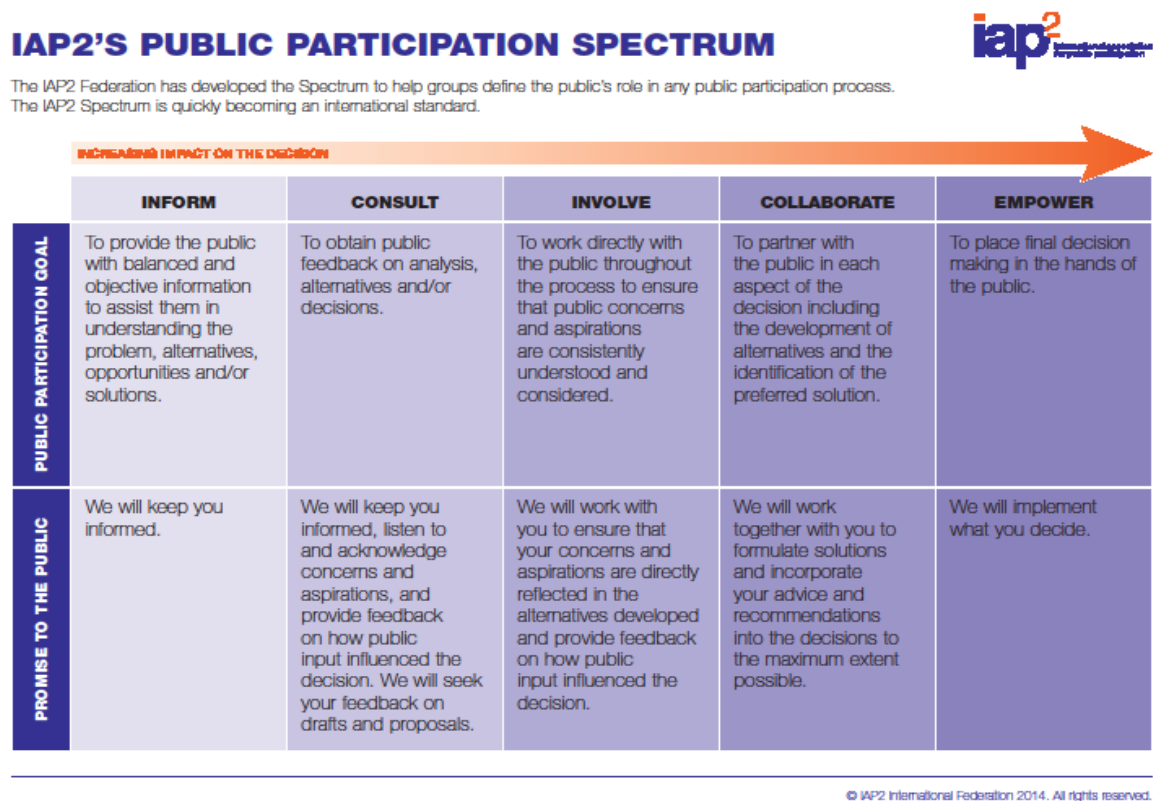 IAP2'S PUBLIC PARTICIPATION SPECTRUM
iap2
The IAP2 Federation has developed the Spectrum to help groups define the public's role in any public participation process.
The IAP2 Spectrum is quickly becoming an international standard.
INCREASING IMPACT ON THE DECISION
INFORM
CONSULT
INVOLVE
COLLABORATE
EMPOWER
PUBLIC PARTICIPATION GOAL
To provide the public
with balanced and
objective information
to assist them in
understanding the
problem, alternatives,
opportunities and/or
solutions.
To obtain public
feedback on analysis,
alternatives and/or
decisions.
To work directly with
the public throughout
the process to ensure
that public concerns
and aspirations
are consistently
understood and
considered.
To partner with
the public in each
aspect of the
decision including
the development of
alternatives and the
identification of the
preferred solution.
To place final decision
making in the hands of
the public.
PROMISE TO THE PUBLIC
We will keep you
informed.
We will keep you
informed, listen to
and acknowledge
concerns and
aspirations, and
provide feedback
on how public
input influenced the
decision. We will seek
your feedback on
drafts and proposals.
We will work with
you to ensure that
your concerns and
aspirations are directly
reflected in the
alternatives developed
and provide feedback
on how public
input influenced the
decision.
We will work
together with you to
formulate solutions
and incorporate
your advice and
recommendations
into the decisions to
the maximum extent
possible.
We will implement
what you decide.
© IAP2 International Federation 2014. All rights reserved.